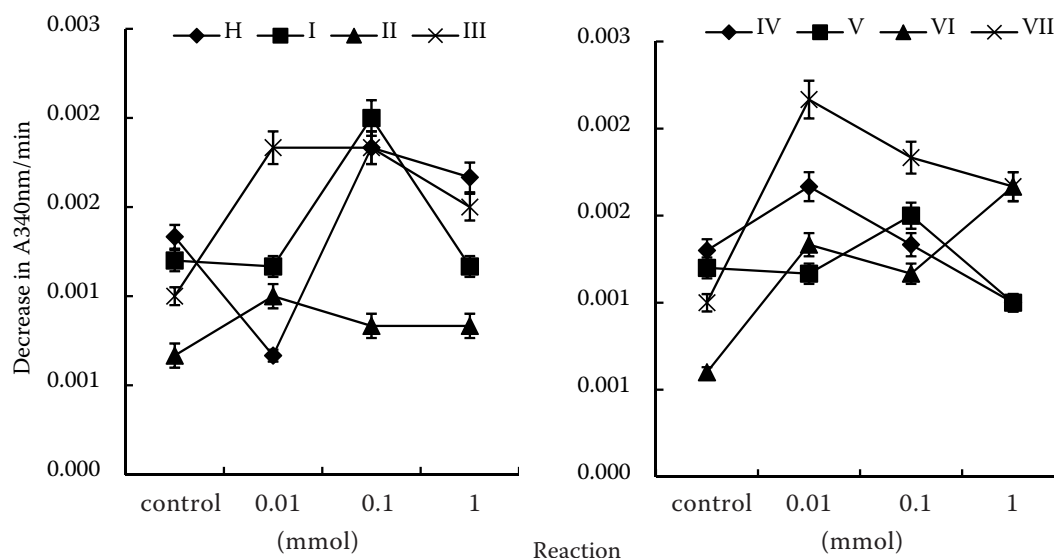 Decrease in A340nm/min
0.003
0.002
0.002
0.001
0.001
0.000
H I II III
control 0.01 0.1 1
(mmol)
0.003
0.002
0.002
0.001
0.001
0.000
IV V VI VII
control 0.01 0.1 1
(mmol)
Reaction